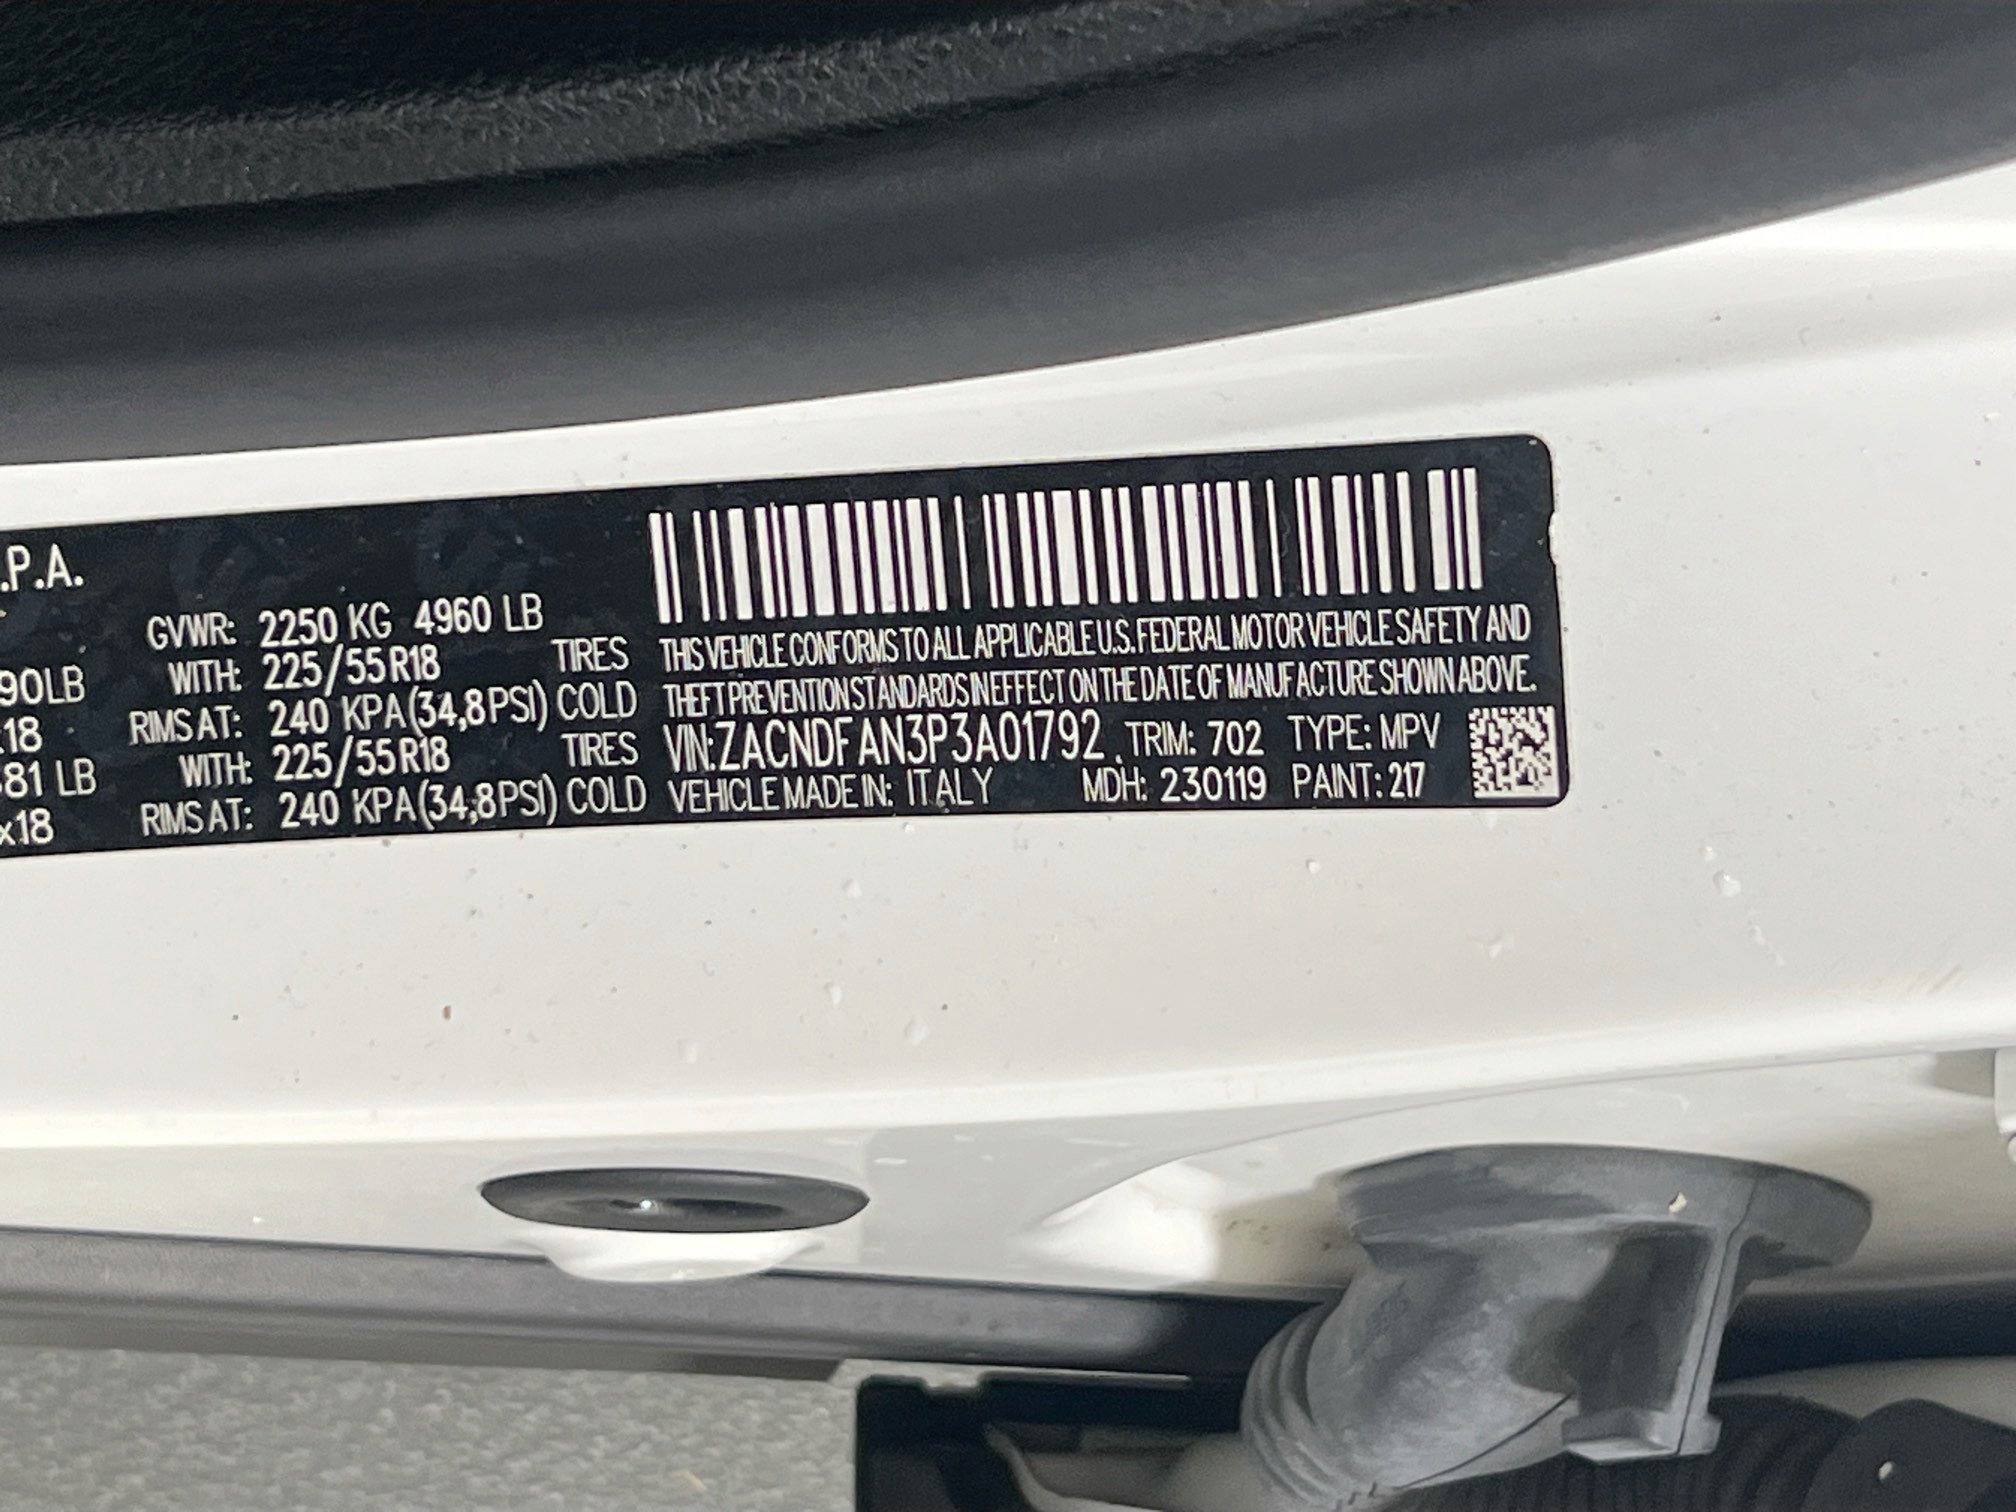 .P.A.
GVWR: 2250 KG 4960 LB
90LB WITH: 225/55R18 TIRES
x18 RIMS AT: 240 KPA(34,8PSI) COLD
81 LB WITH: 225/55R18 TIRES
x18 RIMS AT: 240 KPA(34,8PSI) COLD
THIS VEHICLE CONFORMS TO ALL APPLICABLE U.S. FEDERAL MOTOR VEHICLE SAFETY AND
THEFT PREVENTION STANDARDS IN EFFECT ON THE DATE OF MANUFACTURE SHOWN ABOVE.
VIN: ZACNDFAN3P3A01792 TRIM: 702 TYPE: MPV
VEHICLE MADE IN: ITALY MDH: 230119 PAINT: 217